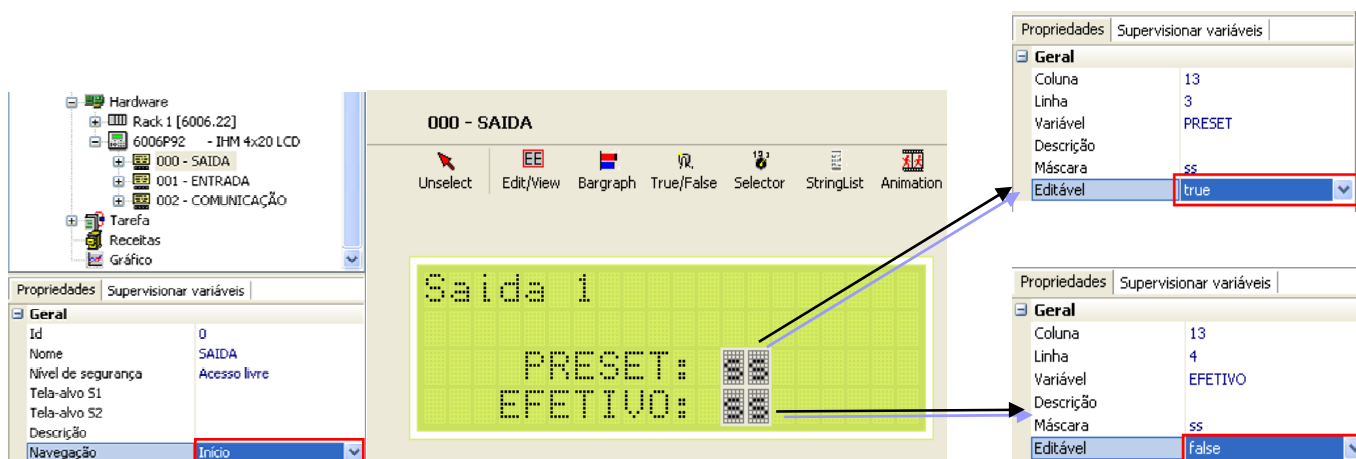 Hardware
Rack 1 [6006.22]
6006P92 - IHM 4x20 LCD
000 - SAIDA
001 - ENTRADA
002 - COMUNICAÇÃO
Tarefa
Receitas
Gráfico
Propriedades Supervisionar variáveis
Geral
Id 0
Nome SAIDA
Nível de segurança Acesso livre
Tela-alvo S1
Tela-alvo S2
Descrição
Navegação Início
000 - SAIDA
Unselect Edit/View Bargraph True/False Selector StringList Animation
Saida 1
PRESET: ss
EFETIVO: ss
Propriedades Supervisionar variáveis
Geral
Coluna 13
Linha 3
Variável PRESET
Descrição
Máscara ss
Editável true
Propriedades Supervisionar variáveis
Geral
Coluna 13
Linha 4
Variável EFETIVO
Descrição
Máscara ss
Editável false